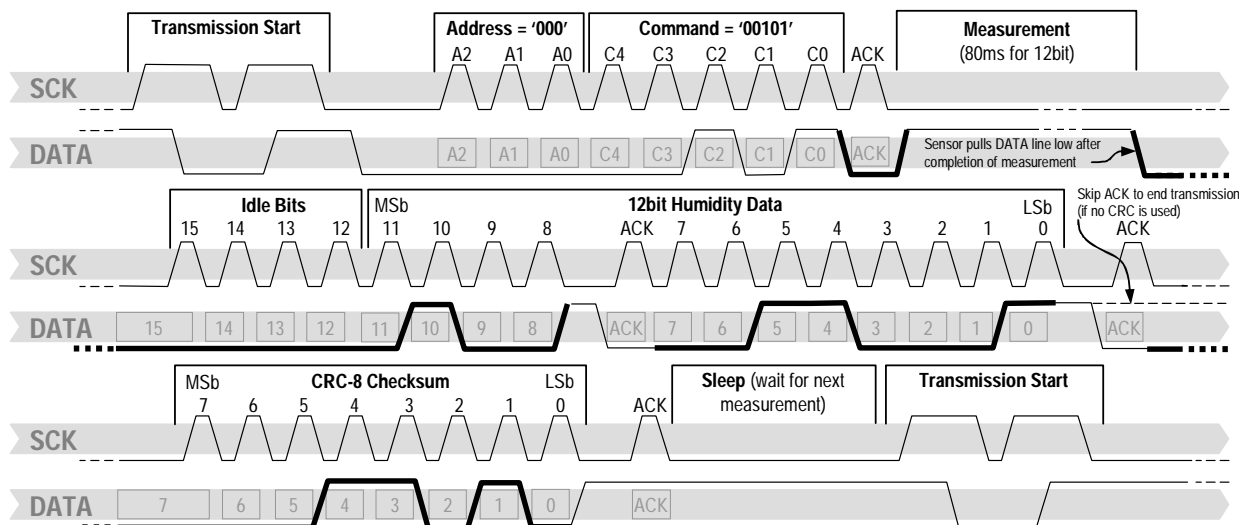 Transmission Start Address = '000' Command = '00101' Measurement
(80ms for 12bit)
A2 A1 A0 C4 C3 C2 C1 C0 ACK
SCK
DATA A2 A1 A0 C4 C3 C2 C1 C0 ACK
Sensor pulls DATA line low after
completion of measurement
Idle Bits MSb 12bit Humidity Data LSb
Skip ACK to end transmission
(if no CRC is used)
15 14 13 12 11 10 9 8 ACK 7 6 5 4 3 2 1 0 ACK
SCK
DATA 15 14 13 12 11 10 9 8 ACK 7 6 5 4 3 2 1 0 ACK
MSb CRC-8 Checksum LSb Sleep (wait for next
measurement)
Transmission Start
7 6 5 4 3 2 1 0 ACK
SCK
DATA 7 6 5 4 3 2 1 0 ACK